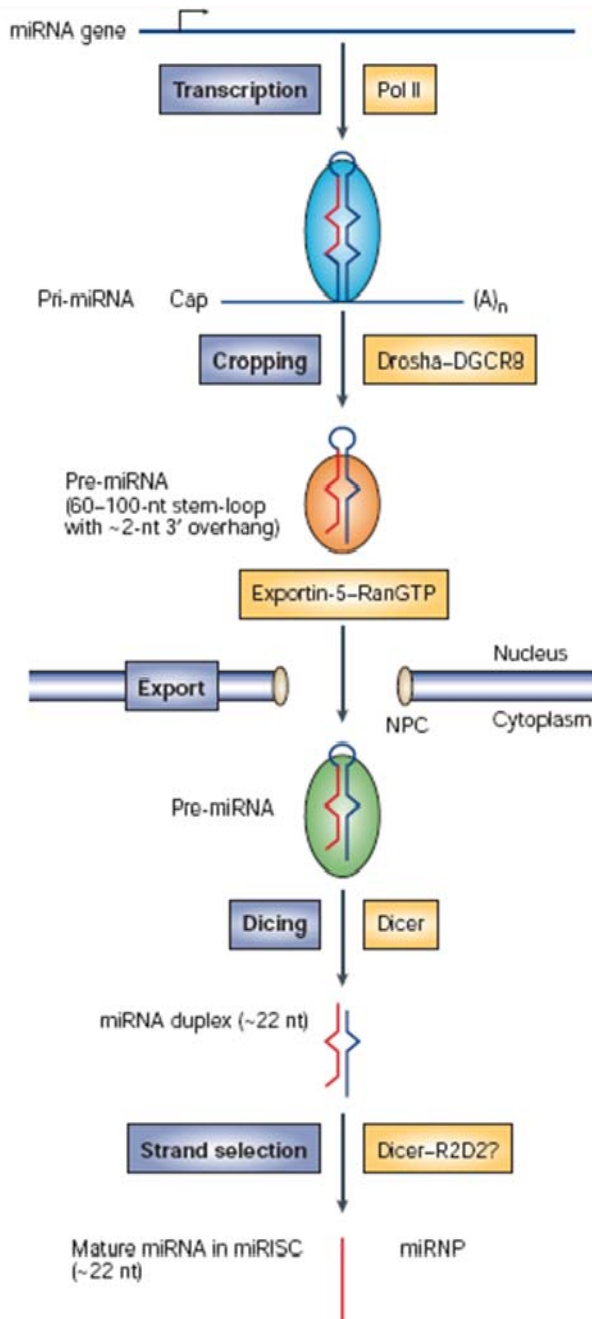 miRNA gene
Transcription
Pol II
Pri-miRNA
Cap
(A)n
Cropping
Drosha–DGCR8
Pre-miRNA
(60–100-nt stem-loop
with ~2-nt 3′ overhang)
Exportin-5–RanGTP
Nucleus
Export
NPC
Cytoplasm
Pre-miRNA
Dicing
Dicer
miRNA duplex (~22 nt)
Strand selection
Dicer–R2D2?
Mature miRNA in miRISC
(~22 nt)
miRNP